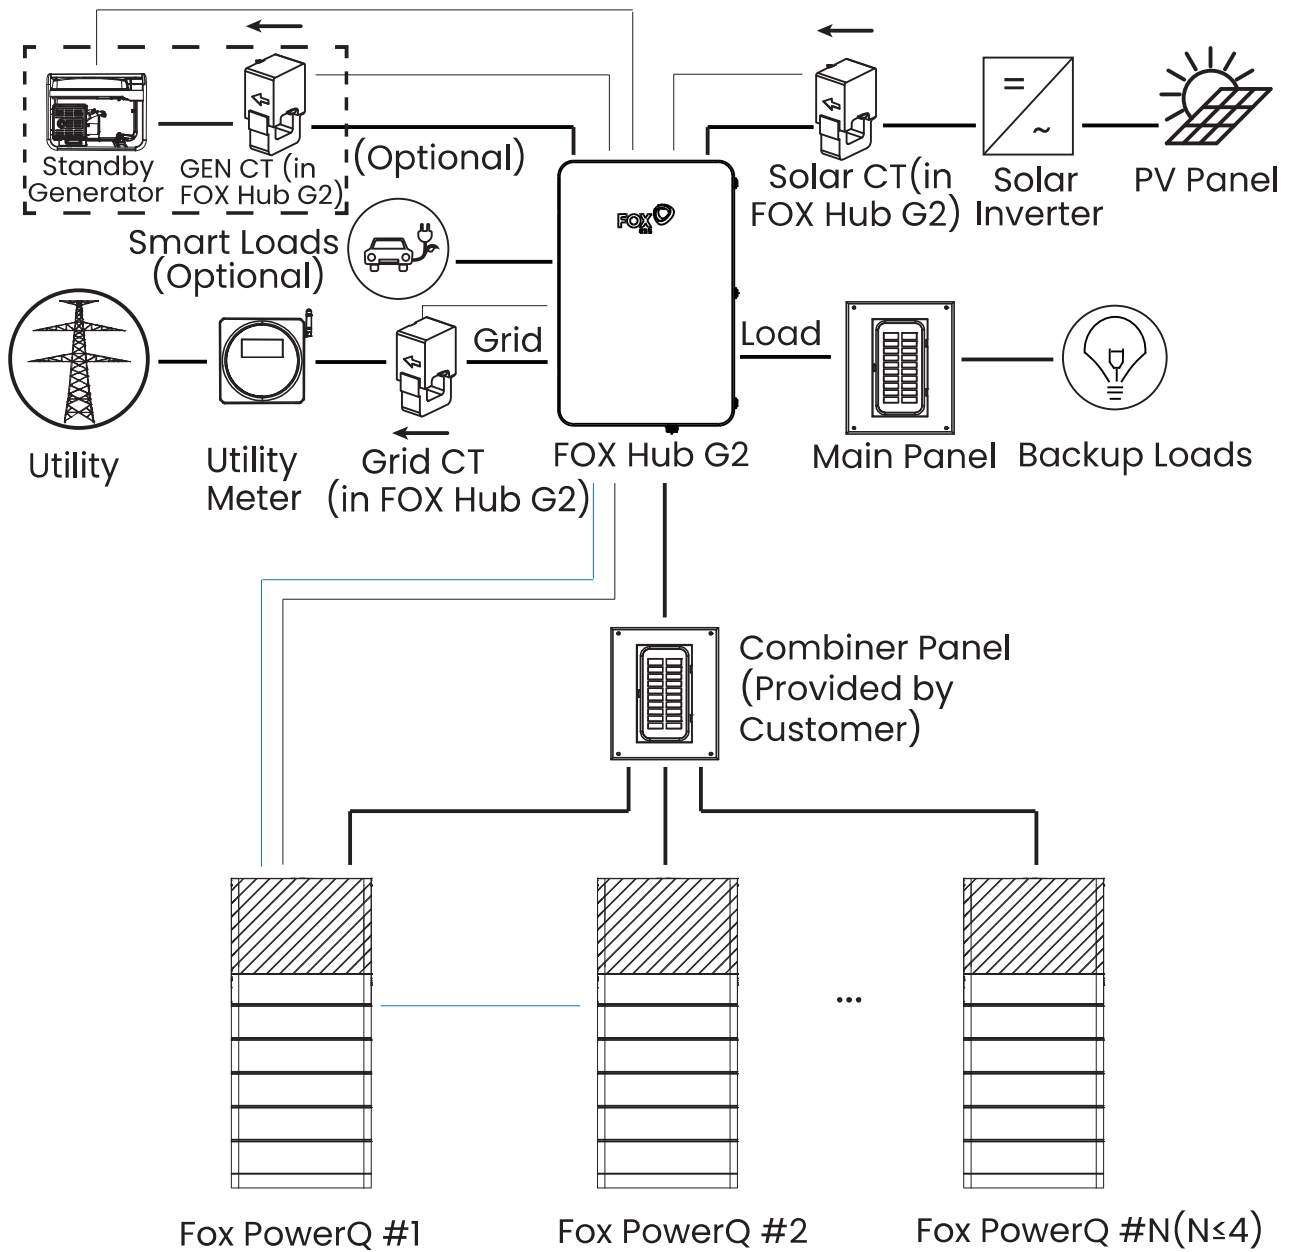 Standby
Generator
GEN CT (in
FOX Hub G2)
(Optional)
Solar CT(in
FOX Hub G2)
Solar
Inverter
PV Panel
FOX
ESS
Smart Loads
(Optional)
Grid
Load
Utility
Utility
Meter
Grid CT
(in FOX Hub G2)
FOX Hub G2
Main Panel
Backup Loads
Combiner Panel
(Provided by
Customer)
...
Fox PowerQ #1
Fox PowerQ #2
Fox PowerQ #N(N≤4)